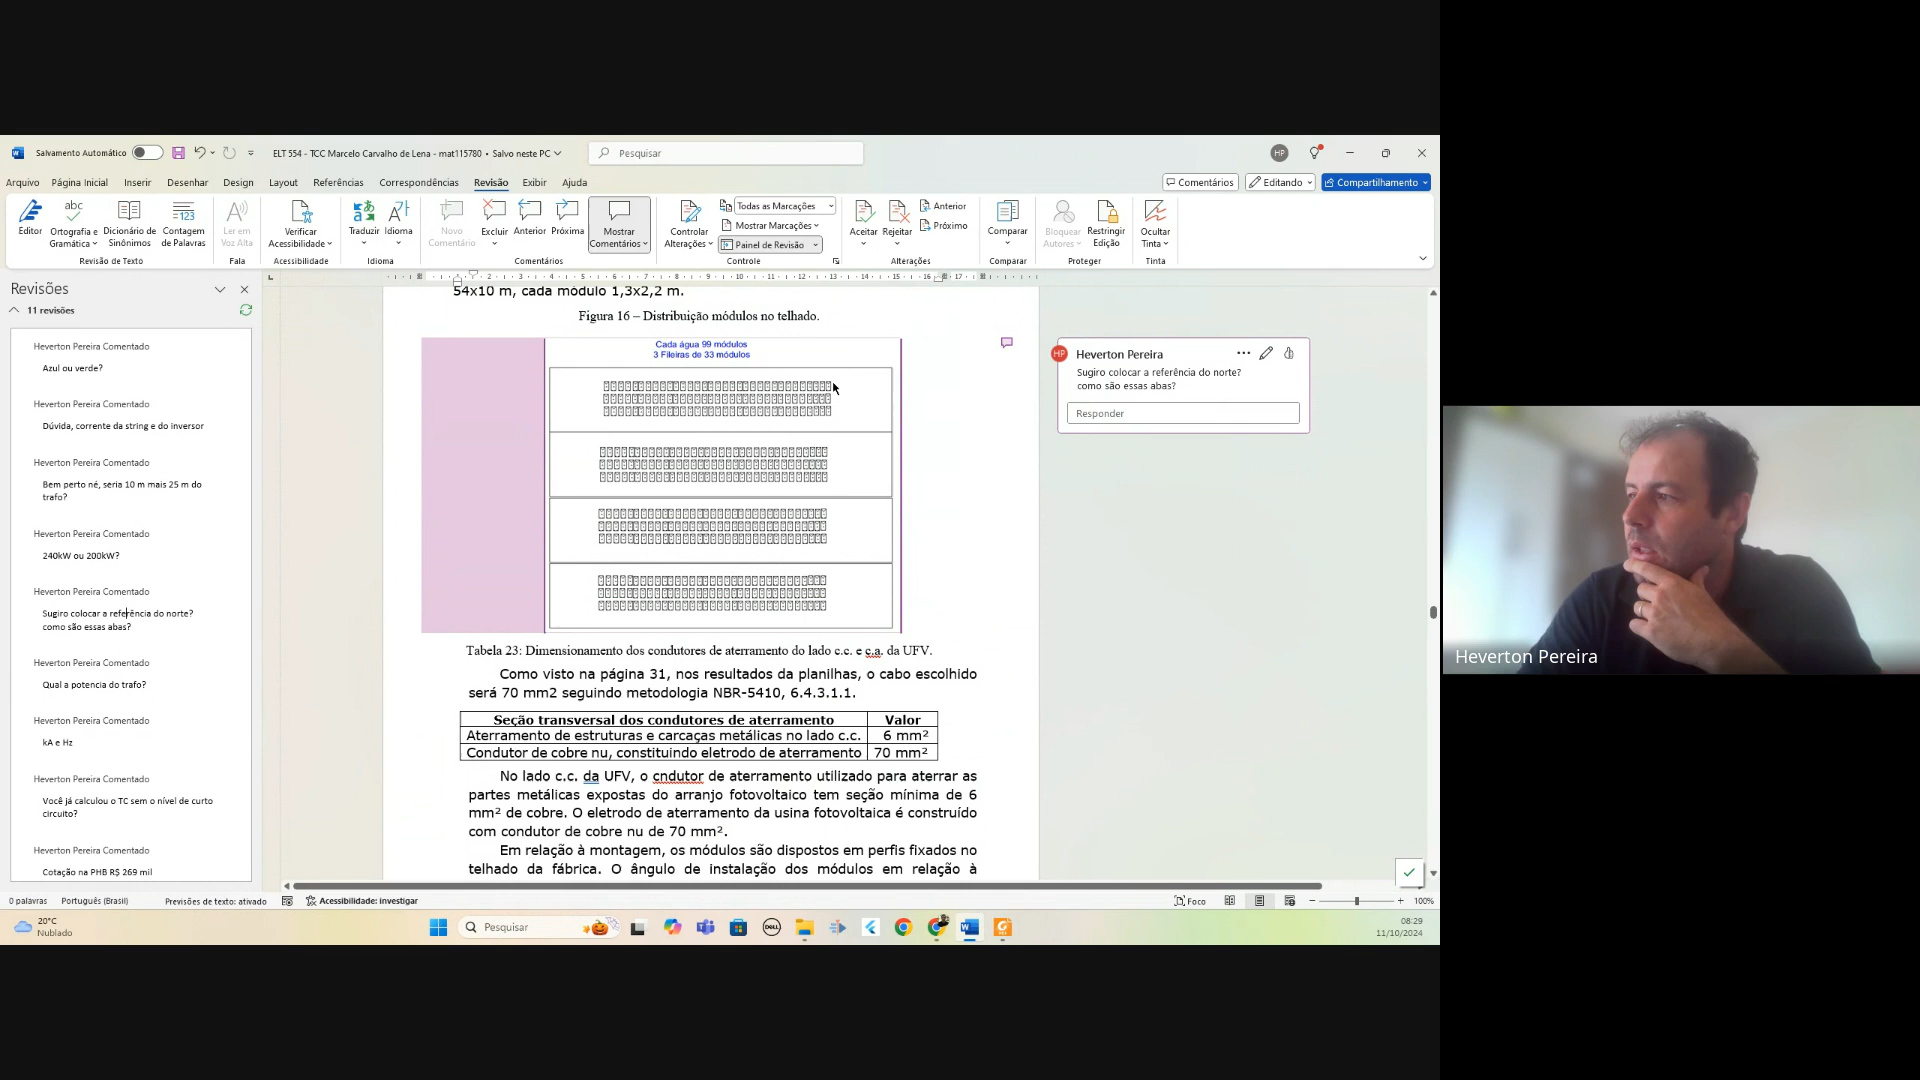 Salvamento Automático
ELT 554 - TCC Marcelo Carvalho de Lena - mat115780 • Salvo neste PC
Pesquisar
HP
Arquivo
Página Inicial
Inserir
Desenhar
Design
Layout
Referências
Correspondências
Revisão
Exibir
Ajuda
Comentários
Editando
Compartilhamento
Editor
Ortografia e
Gramática
Dicionário de
Sinônimos
Contagem
de Palavras
Ler em
Voz Alta
Verificar
Acessibilidade
Traduzir
Idioma
Novo
Comentário
Excluir
Anterior
Próxima
Mostrar
Comentários
Controlar
Alterações
Todas as Marcações
Mostrar Marcações
Painel de Revisão
Aceitar
Rejeitar
Anterior
Próximo
Comparar
Bloquear
Autores
Restringir
Edição
Ocultar
Tinta
Revisão de Texto
Fala
Acessibilidade
Idioma
Comentários
Controle
Alterações
Comparar
Proteger
Tinta
Revisões
11 revisões
Heverton Pereira Comentado
Azul ou verde?
Heverton Pereira Comentado
Dúvida, corrente da string e do inversor
Heverton Pereira Comentado
Bem perto né, seria 10 m mais 25 m do
trafo?
Heverton Pereira Comentado
240kW ou 200kW?
Heverton Pereira Comentado
Sugiro colocar a referência do norte?
como são essas abas?
Heverton Pereira Comentado
Qual a potencia do trafo?
Heverton Pereira Comentado
kA e Hz
Heverton Pereira Comentado
Você já calculou o TC sem o nível de curto
circuito?
Heverton Pereira Comentado
Cotação na PHB R$ 269 mil
54x10 m, cada módulo 1,3x2,2 m.
Figura 16 – Distribuição módulos no telhado.
Cada água 99 módulos
3 Fileiras de 33 módulos
Tabela 23: Dimensionamento dos condutores de aterramento do lado c.c. e c.a. da UFV.
Como visto na página 31, nos resultados da planilhas, o cabo escolhido
será 70 mm2 seguindo metodologia NBR-5410, 6.4.3.1.1.
Seção transversal dos condutores de aterramento Valor
Aterramento de estruturas e carcaças metálicas no lado c.c. 6 mm²
Condutor de cobre nu, constituindo eletrodo de aterramento 70 mm²
No lado c.c. da UFV, o cndutor de aterramento utilizado para aterrar as
partes metálicas expostas do arranjo fotovoltaico tem seção mínima de 6
mm² de cobre. O eletrodo de aterramento da usina fotovoltaica é construído
com condutor de cobre nu de 70 mm².
Em relação à montagem, os módulos são dispostos em perfis fixados no
telhado da fábrica. O ângulo de instalação dos módulos em relação à
HP
Heverton Pereira
Sugiro colocar a referência do norte?
como são essas abas?
Responder
0 palavras
Português (Brasil)
Previsões de texto: ativado
Acessibilidade: investigar
Foco
100%
20°C
Nublado
Pesquisar
DELL
08:29
11/10/2024
Heverton Pereira